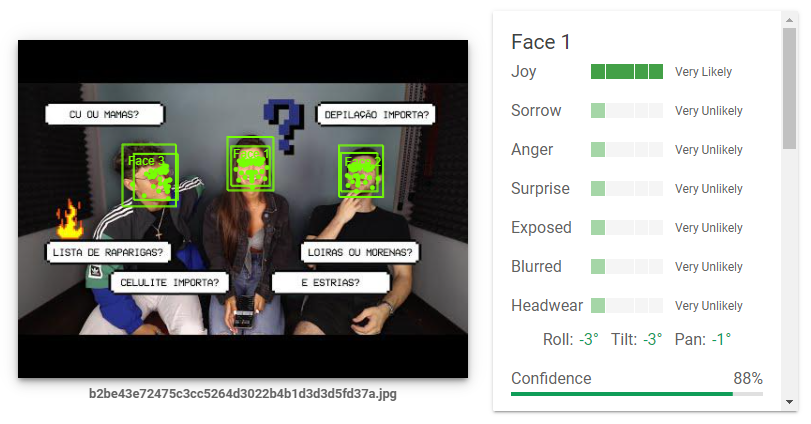 CU OU MAMAS?
DEPILAÇÃO IMPORTA?
Face 3
Face 1
Face 2
LISTA DE RAPARIGAS?
LOIRAS OU MORENAS?
CELULITE IMPORTA?
E ESTRIAS?
b2be43e72475c3cc5264d3022b4b1d3d3d5fd37a.jpg
Face 1
Joy Very Likely
Sorrow Very Unlikely
Anger Very Unlikely
Surprise Very Unlikely
Exposed Very Unlikely
Blurred Very Unlikely
Headwear Very Unlikely
Roll: -3° Tilt: -3° Pan: -1°
Confidence 88%